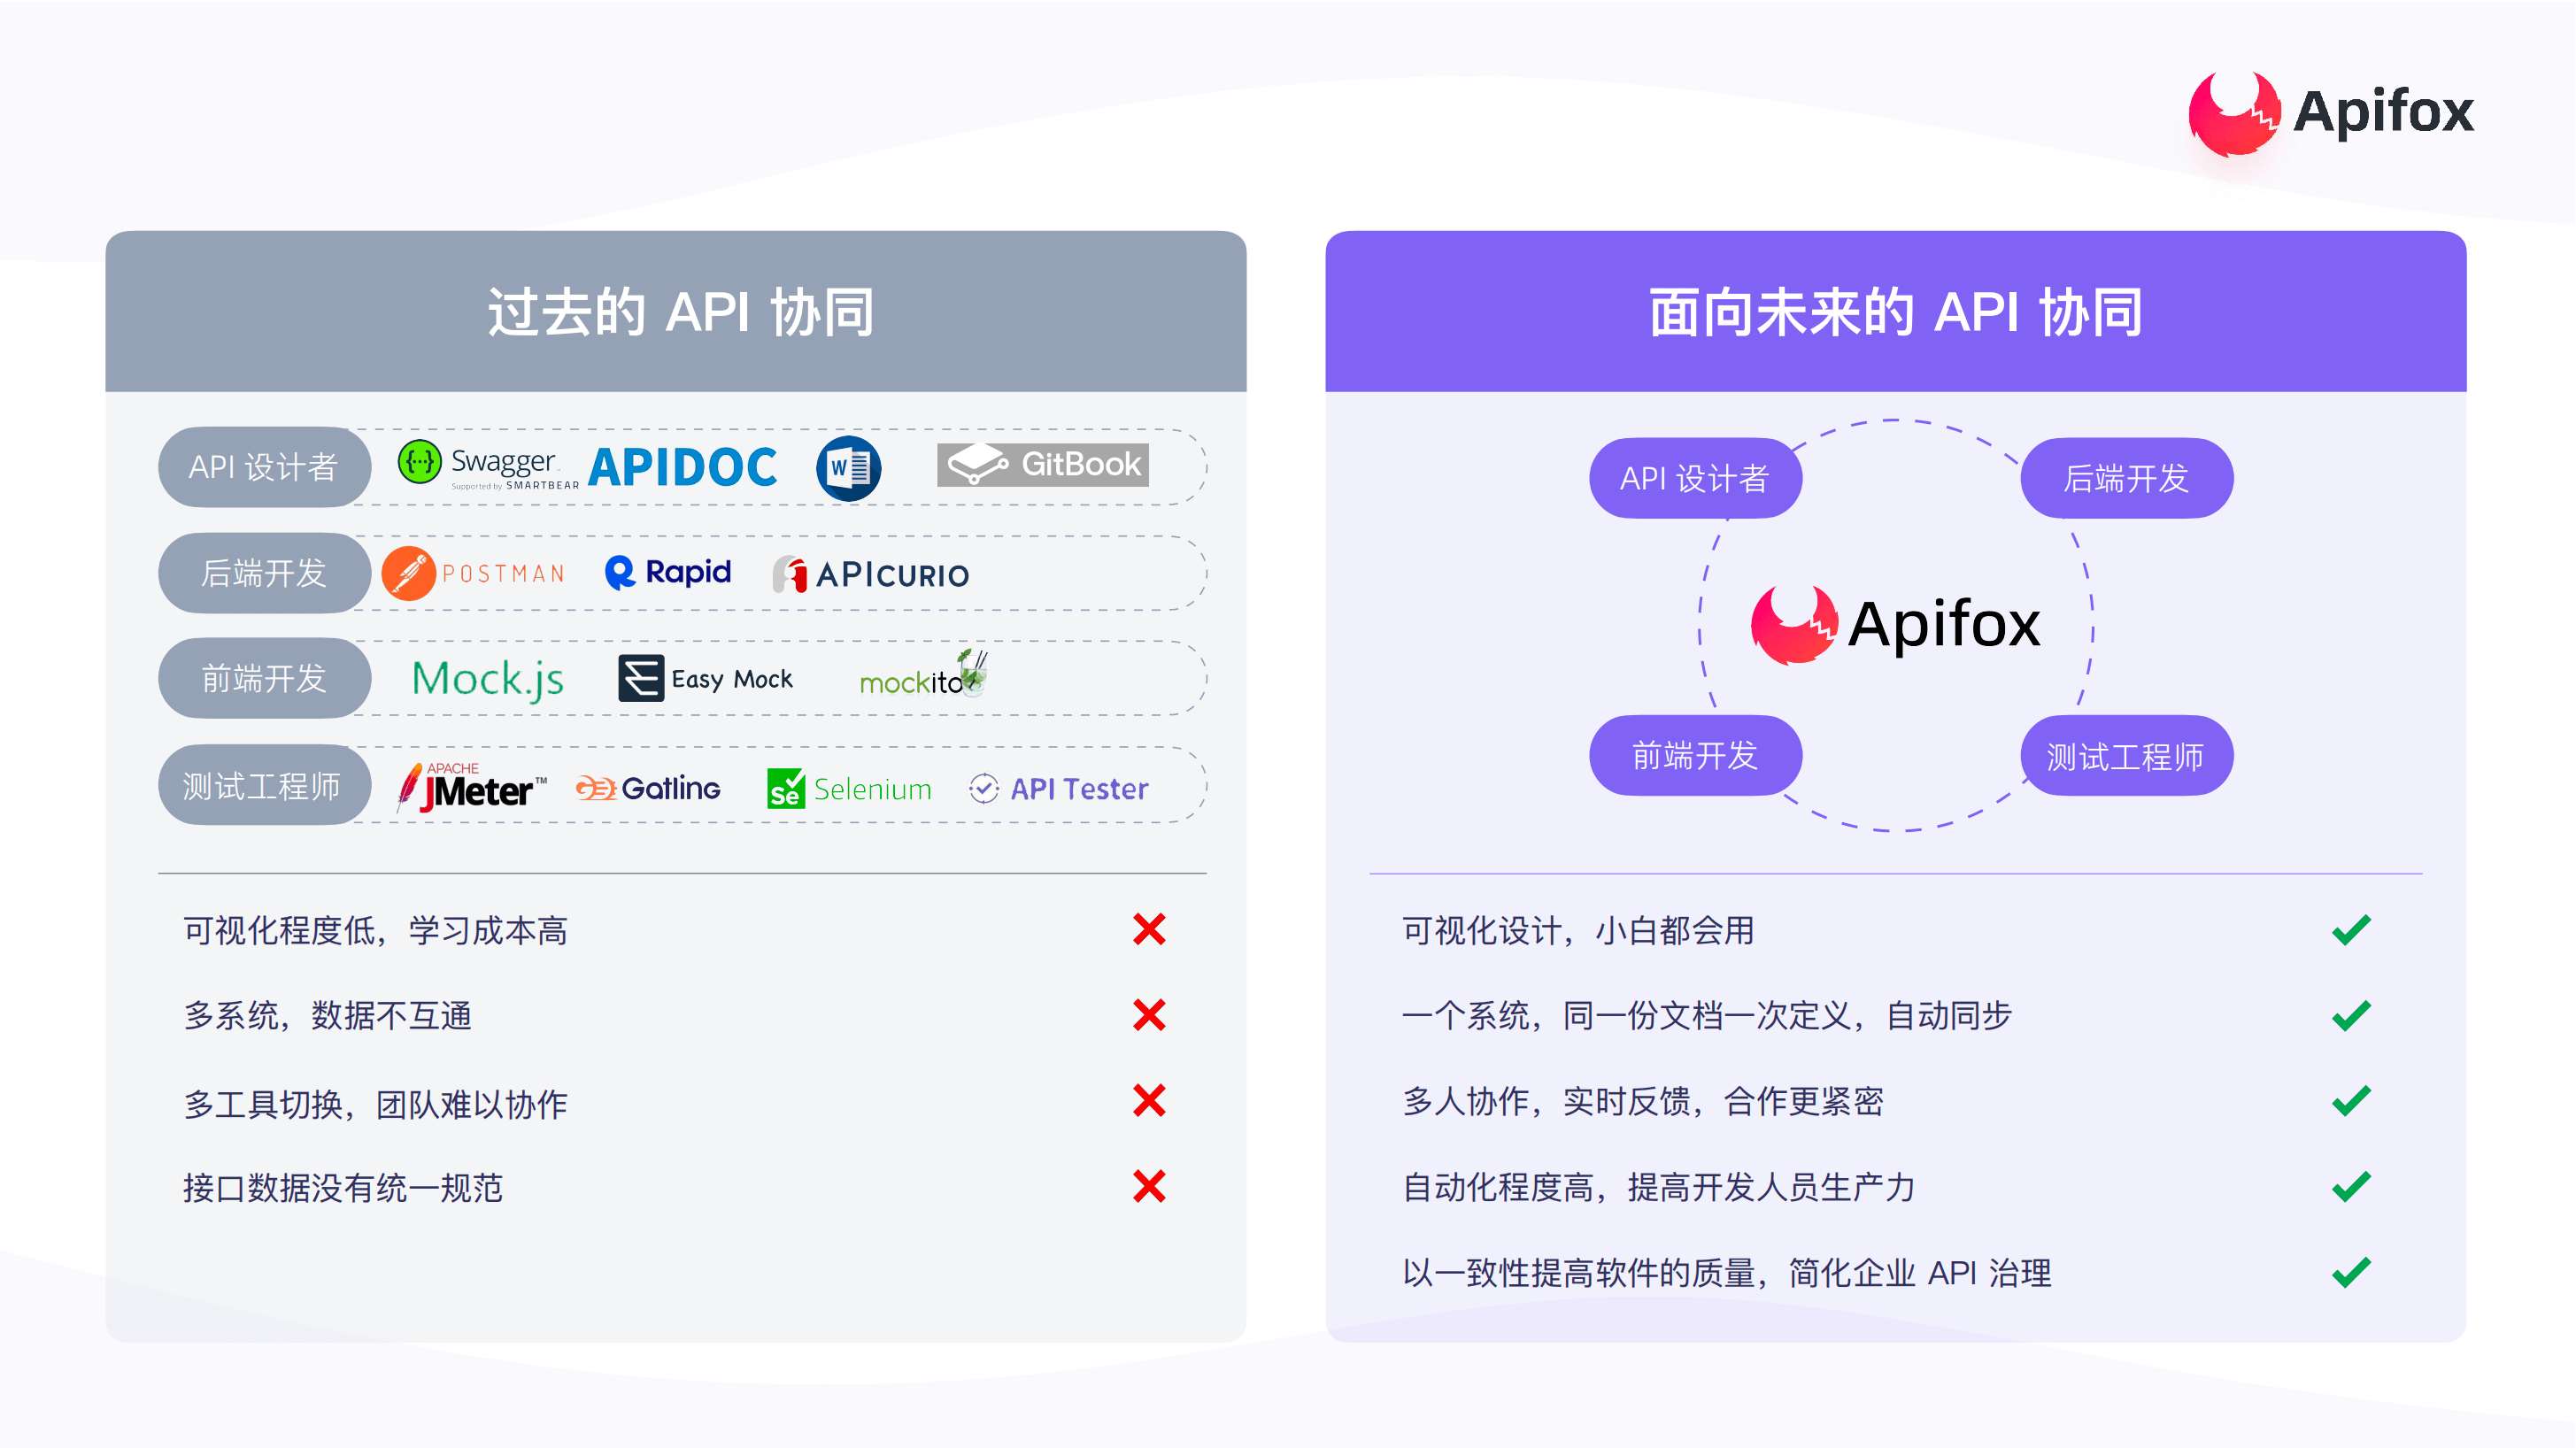 Apifox
过去的 API 协同
API 设计者
Swagger
Supported by SMARTBEAR
APIDOC
W
GitBook
后端开发
POSTMAN
Rapid
APICURIO
前端开发
Mock.js
Easy Mock
mockito
测试工程师
APACHE
JMeter™
Gatling
Se Selenium
API Tester
可视化程度低，学习成本高
多系统，数据不互通
多工具切换，团队难以协作
接口数据没有统一规范
面向未来的 API 协同
API 设计者
后端开发
Apifox
前端开发
测试工程师
可视化设计，小白都会用
一个系统，同一份文档一次定义，自动同步
多人协作，实时反馈，合作更紧密
自动化程度高，提高开发人员生产力
以一致性提高软件的质量，简化企业 API 治理